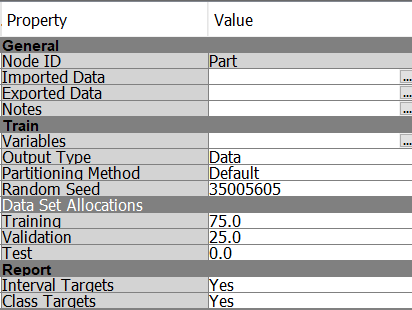 Property Value
General
Node ID Part
Imported Data ...
Exported Data ...
Notes ...
Train
Variables ...
Output Type Data
Partitioning Method Default
Random Seed 35005605
Data Set Allocations
Training 75.0
Validation 25.0
Test 0.0
Report
Interval Targets Yes
Class Targets Yes